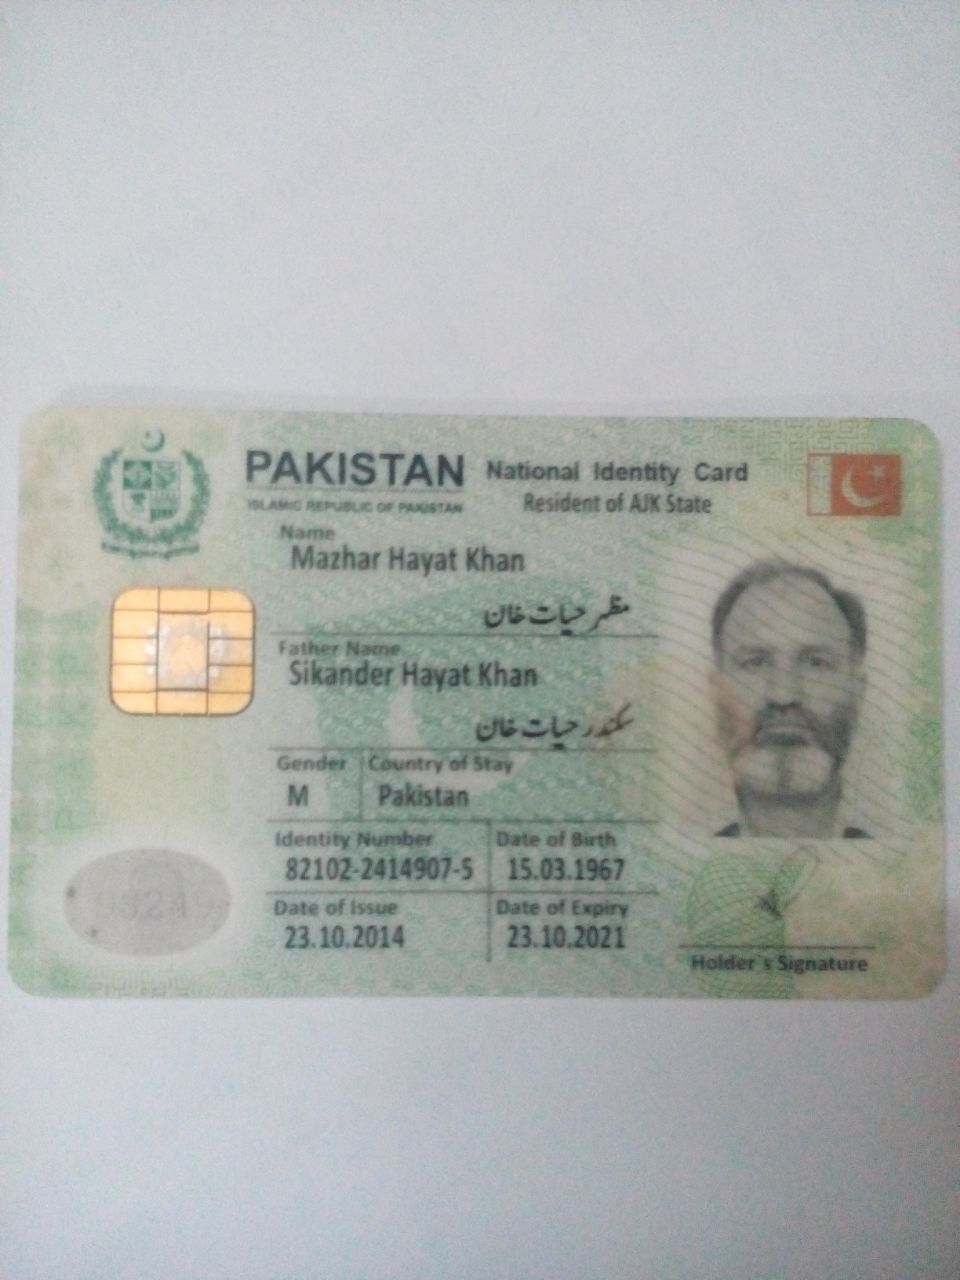 PAKISTAN National Identity Card
ISLAMIC REPUBLIC OF PAKISTAN Resident of AJK State
Name
Mazhar Hayat Khan
مظہر حیات خان
Father Name
Sikander Hayat Khan
سکندر حیات خان
Gender Country of Stay
M Pakistan
Identity Number Date of Birth
82102-2414907-5 15.03.1967
Date of Issue Date of Expiry
23.10.2014 23.10.2021
Holder's Signature